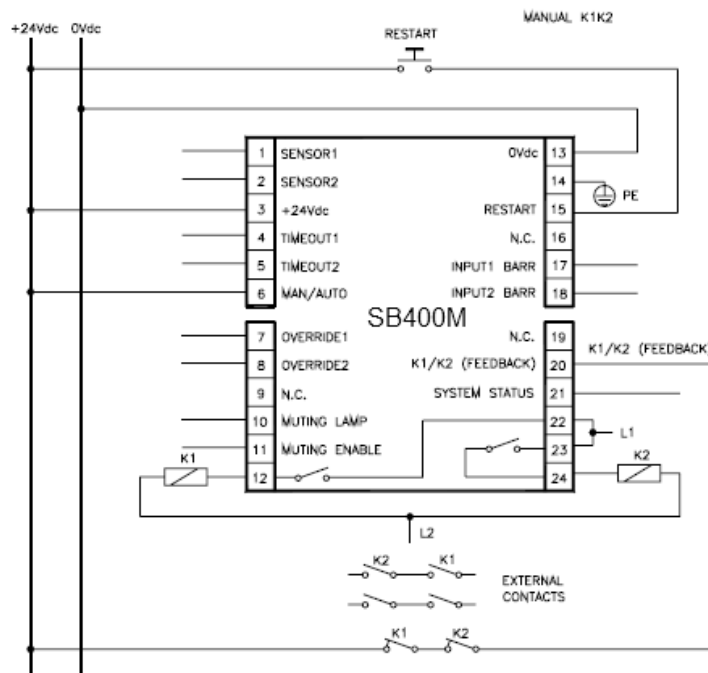 MANUAL K1K2
+24Vdc 0Vdc
RESTART
1 SENSOR1 0Vdc 13
2 SENSOR2 14 PE
3 +24Vdc RESTART 15
4 TIMEOUT1 N.C. 16
5 TIMEOUT2 INPUT1 BARR 17
6 MAN/AUTO INPUT2 BARR 18
SB400M
7 OVERRIDE1 N.C. 19
K1/K2 (FEEDBACK)
8 OVERRIDE2 K1/K2 (FEEDBACK) 20
9 N.C. SYSTEM STATUS 21
10 MUTING LAMP 22
L1
11 MUTING ENABLE 23
K1 12 24 K2
L2
K2 K1
EXTERNAL
CONTACTS
K1 K2